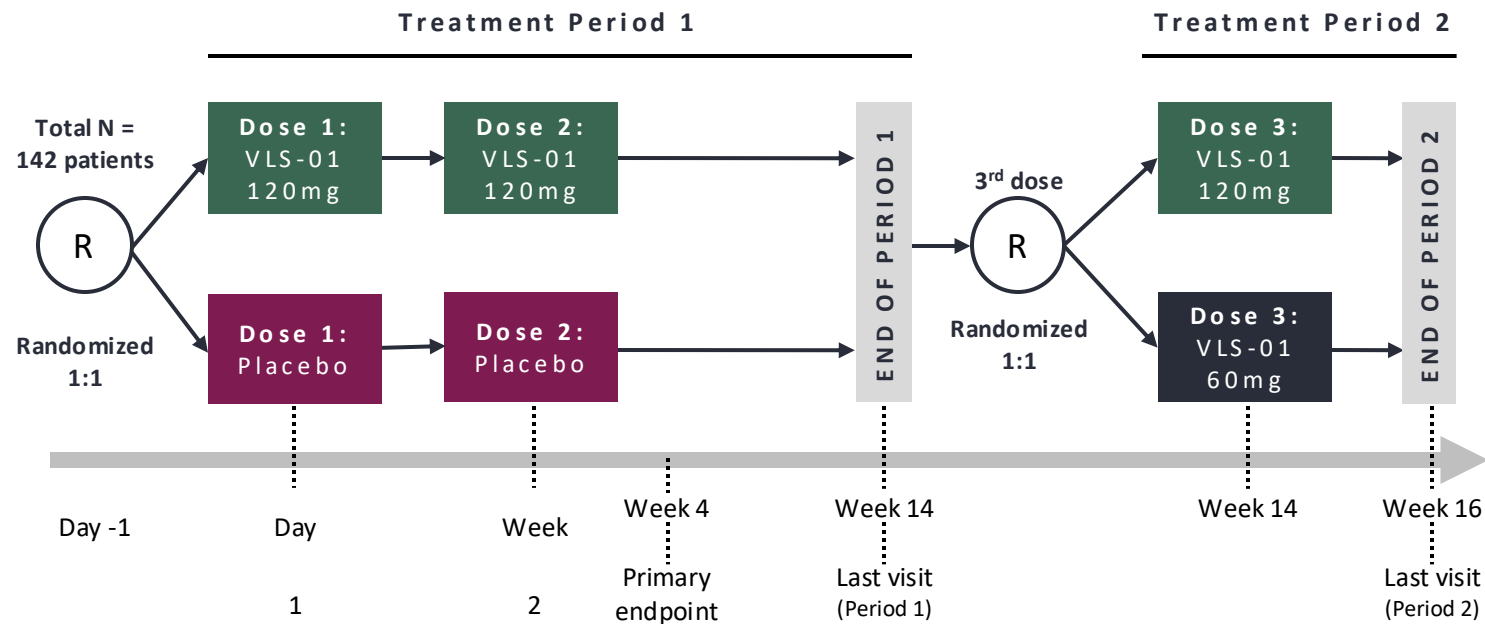 Treatment Period 1
Treatment Period 2
Total N =
142 patients
R
Randomized
1:1
Dose 1:
VLS-01
120mg
Dose 2:
VLS-01
120mg
Dose 1:
Placebo
Dose 2:
Placebo
END OF PERIOD 1
3rd dose
R
Randomized
1:1
Dose 3:
VLS-01
120mg
Dose 3:
VLS-01
60mg
END OF PERIOD 2
Day -1
Day
1
Week
2
Week 4
Primary
endpoint
Week 14
Last visit
(Period 1)
Week 14
Week 16
Last visit
(Period 2)